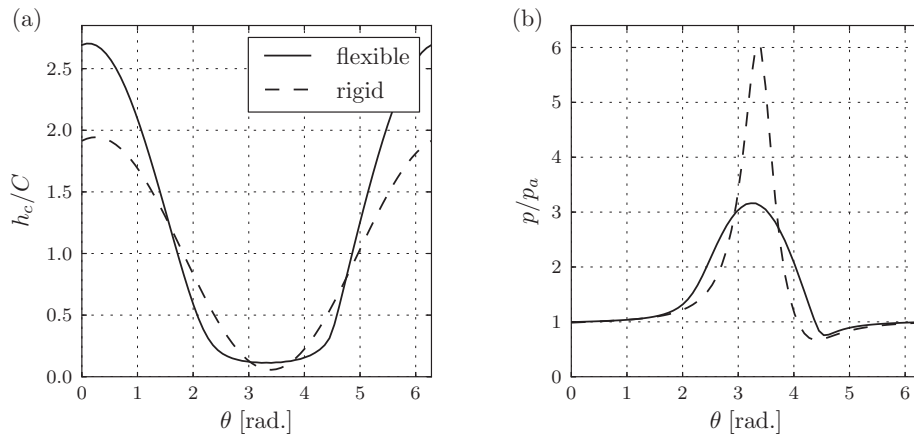 (a)
2.5
2.0
1.5
1.0
0.5
0.0
h_c/C
flexible
rigid
0 1 2 3 4 5 6
θ [rad.]
(b)
6
5
4
3
2
1
0
p/p_a
0 1 2 3 4 5 6
θ [rad.]